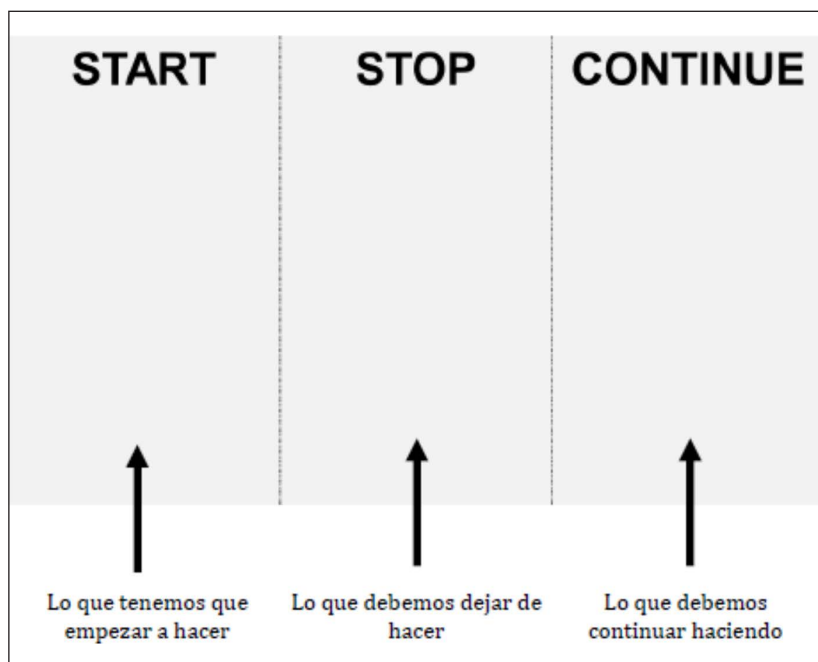 START
STOP
CONTINUE
Lo que tenemos que
empezar a hacer
Lo que debemos dejar de
hacer
Lo que debemos
continuar haciendo